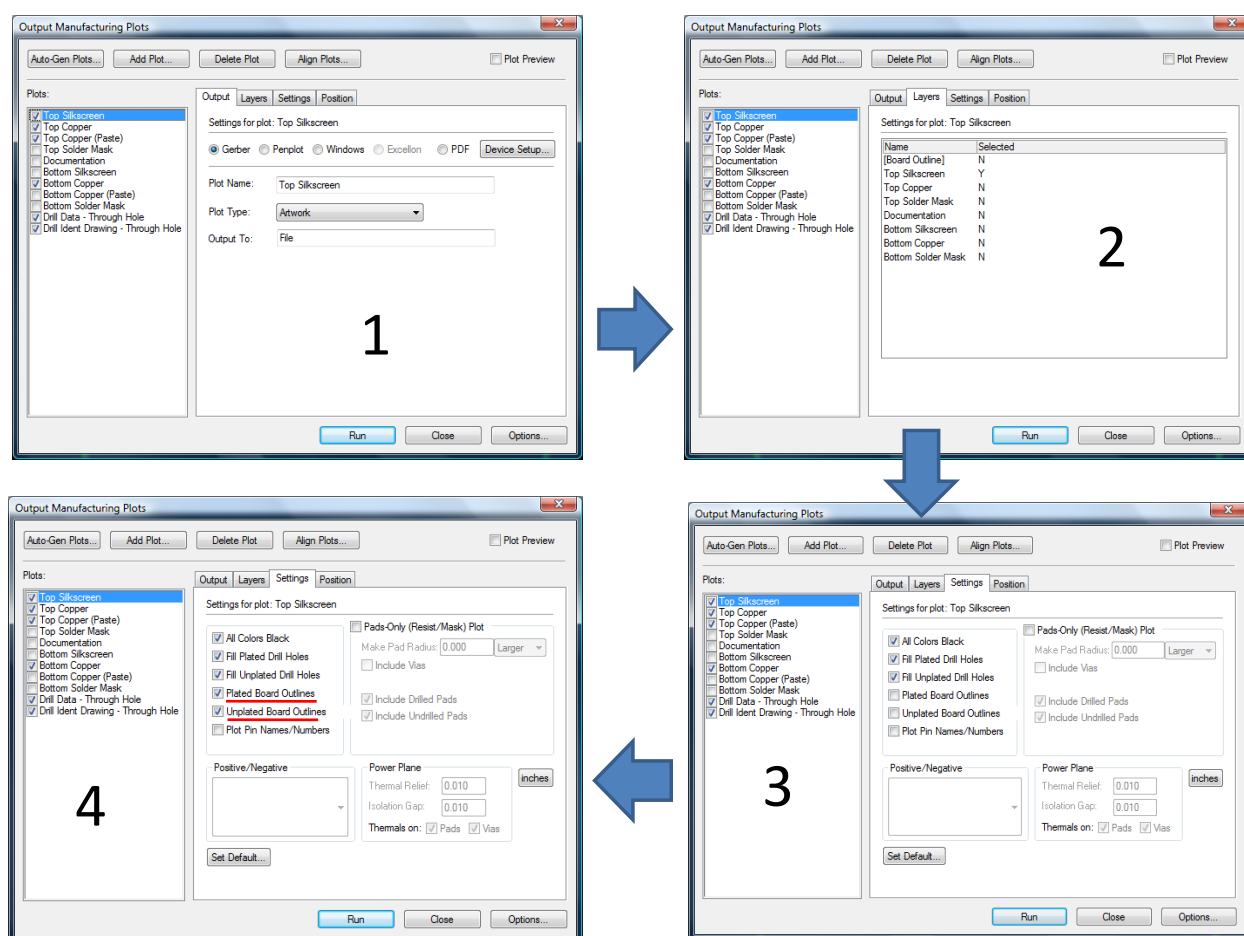 Output Manufacturing Plots
Auto-Gen Plots... Add Plot... Delete Plot Align Plots... Plot Preview
Plots:
Top Silkscreen
Top Copper
Top Copper (Paste)
Top Solder Mask
Documentation
Bottom Silkscreen
Bottom Copper
Bottom Copper (Paste)
Bottom Solder Mask
Drill Data - Through Hole
Drill Ident Drawing - Through Hole
Output Layers Settings Position
Settings for plot: Top Silkscreen
Gerber Penplot Windows Excellon PDF Device Setup...
Plot Name: Top Silkscreen
Plot Type: Artwork
Output To: File
1
Run Close Options...
Output Manufacturing Plots
Auto-Gen Plots... Add Plot... Delete Plot Align Plots... Plot Preview
Plots:
Top Silkscreen
Top Copper
Top Copper (Paste)
Top Solder Mask
Documentation
Bottom Silkscreen
Bottom Copper
Bottom Copper (Paste)
Bottom Solder Mask
Drill Data - Through Hole
Drill Ident Drawing - Through Hole
Output Layers Settings Position
Settings for plot: Top Silkscreen
Name Selected
[Board Outline] N
Top Silkscreen Y
Top Copper N
Top Solder Mask N
Documentation N
Bottom Silkscreen N
Bottom Copper N
Bottom Solder Mask N
2
Run Close Options...
Output Manufacturing Plots
Auto-Gen Plots... Add Plot... Delete Plot Align Plots... Plot Preview
Plots:
Top Silkscreen
Top Copper
Top Copper (Paste)
Top Solder Mask
Documentation
Bottom Silkscreen
Bottom Copper
Bottom Copper (Paste)
Bottom Solder Mask
Drill Data - Through Hole
Drill Ident Drawing - Through Hole
Output Layers Settings Position
Settings for plot: Top Silkscreen
All Colors Black
Fill Plated Drill Holes
Fill Unplated Drill Holes
Plated Board Outlines
Unplated Board Outlines
Plot Pin Names/Numbers
Pads-Only (Resist/Mask) Plot
Make Pad Radius: 0.000 Larger
Include Vias
Include Drilled Pads
Include Undrilled Pads
Positive/Negative
Power Plane
Thermal Relief: 0.010
Isolation Gap: 0.010
Thermals on: Pads Vias
inches
Set Default...
3
Run Close Options...
Output Manufacturing Plots
Auto-Gen Plots... Add Plot... Delete Plot Align Plots... Plot Preview
Plots:
Top Silkscreen
Top Copper
Top Copper (Paste)
Top Solder Mask
Documentation
Bottom Silkscreen
Bottom Copper
Bottom Copper (Paste)
Bottom Solder Mask
Drill Data - Through Hole
Drill Ident Drawing - Through Hole
Output Layers Settings Position
Settings for plot: Top Silkscreen
All Colors Black
Fill Plated Drill Holes
Fill Unplated Drill Holes
Plated Board Outlines
Unplated Board Outlines
Plot Pin Names/Numbers
Pads-Only (Resist/Mask) Plot
Make Pad Radius: 0.000 Larger
Include Vias
Include Drilled Pads
Include Undrilled Pads
Positive/Negative
Power Plane
Thermal Relief: 0.010
Isolation Gap: 0.010
Thermals on: Pads Vias
inches
Set Default...
4
Run Close Options...